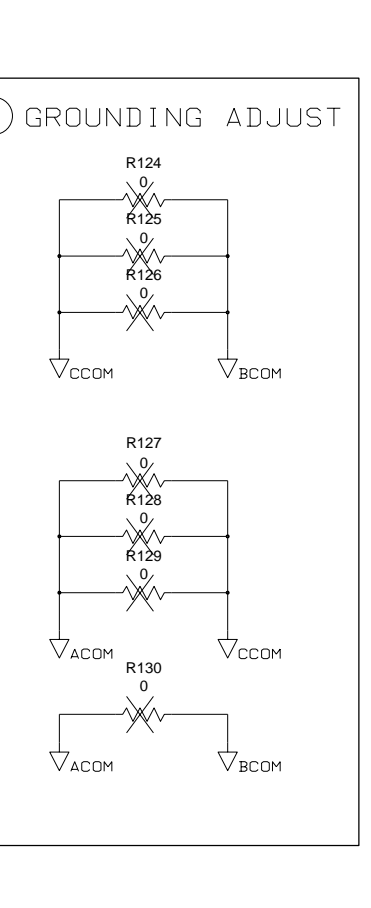 GROUNDING ADJUST
R124
0
R125
0
R126
0
CCOM BCOM
R127
0
R128
0
R129
0
ACOM CCOM
R130
0
ACOM BCOM